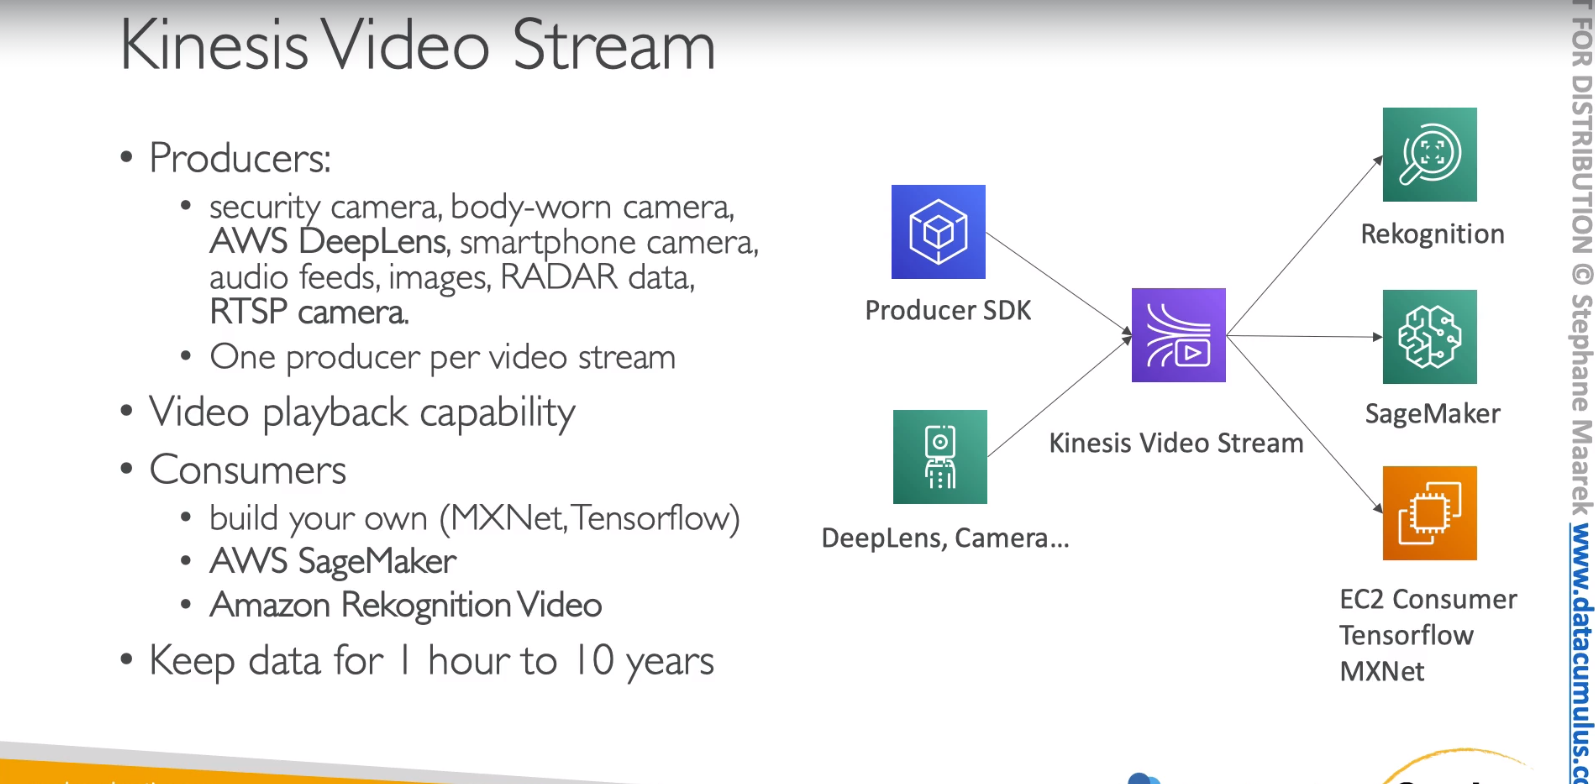 Kinesis Video Stream
• Producers:
• security camera, body-worn camera,
AWS DeepLens, smartphone camera,
audio feeds, images, RADAR data,
RTSP camera.
• One producer per video stream
• Video playback capability
• Consumers
• build your own (MXNet, Tensorflow)
• AWS SageMaker
• Amazon Rekognition Video
• Keep data for 1 hour to 10 years
Producer SDK
DeepLens, Camera...
Kinesis Video Stream
Rekognition
SageMaker
EC2 Consumer
Tensorflow
MXNet
FOR DISTRIBUTION © Stephane Maarek www.datacumulus.c